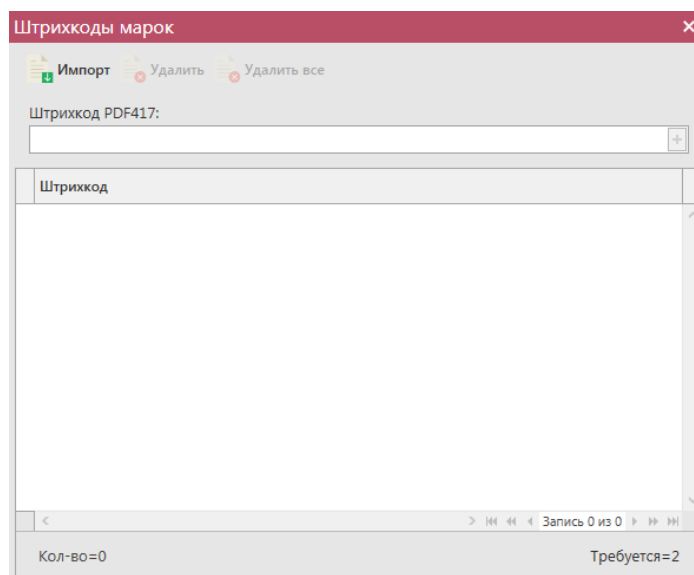 Штрихкоды марок
Импорт Удалить Удалить все
Штрихкод PDF417:
Штрихкод
Запись 0 из 0
Кол-во=0 Требуется=2